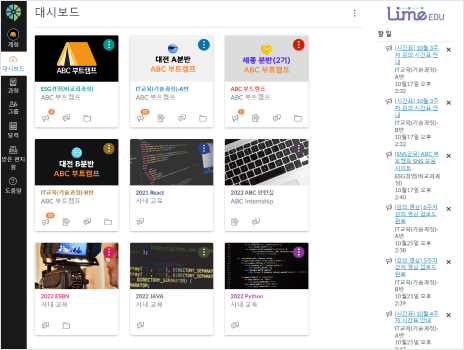 대시보드
Lime EDU
계정
대시보드
과정
그룹
달력
받은 편지
함
도움말
ABC 부트캠프
ESG경영(비교과과정)
ABC 부트캠프
대전 A분반
ABC 부트캠프
IT교육(기술과정)-A반
ABC 부트캠프
세종 분반(2기)
ABC 부트캠프
ABC 부트캠프
ABC 부트캠프
대전 B분반
ABC 부트캠프
IT교육(기술과정)-B반
ABC 부트캠프
2021 React
사내 교육
2022 ABC 인턴십
ABC Internship
2022 ESBN
사내 교육
2022 JAVA
사내 교육
2022 Python
사내 교육
할 일
[시간표] 10월 3주
차 강의 시간표 안
내
IT교육(기술과정)-
A반
10월17일 오후
2:32
[시간표] 10월 3주
차 강의 시간표 안
내
IT교육(기술과정)-
B반
10월17일 오후
2:39
[SNS공유] ABC 부
트캠프 SNS 모음
사이트
ESG경영(비교과과
정)
10월17일 오후
2:40
[강의 영상] 6주차
강의 영상 업로드
완료
IT교육(기술과정)-
A반
10월25일 오후
2:38
[강의 영상] 5주차
강의 영상 업로드
완료
IT교육(기술과정)-
B반
10월25일 오후
2:39
[시간표] 10월 4주
차 시간표 안내
IT교육(기술과정)-
A반
10월25일 오후